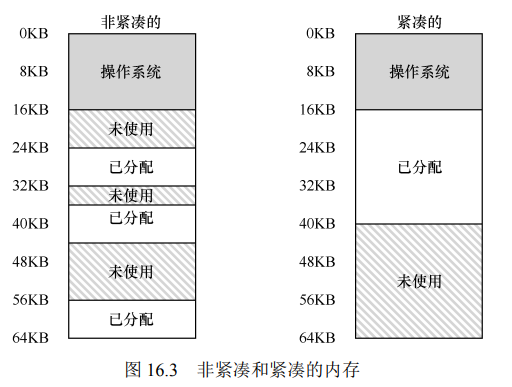 非紧凑的
0KB
操作系统
8KB
16KB
未使用
24KB
已分配
32KB
未使用
已分配
40KB
48KB
未使用
56KB
已分配
64KB
紧凑的
0KB
操作系统
8KB
16KB
24KB
已分配
32KB
40KB
48KB
未使用
56KB
64KB
图 16.3 非紧凑和紧凑的内存